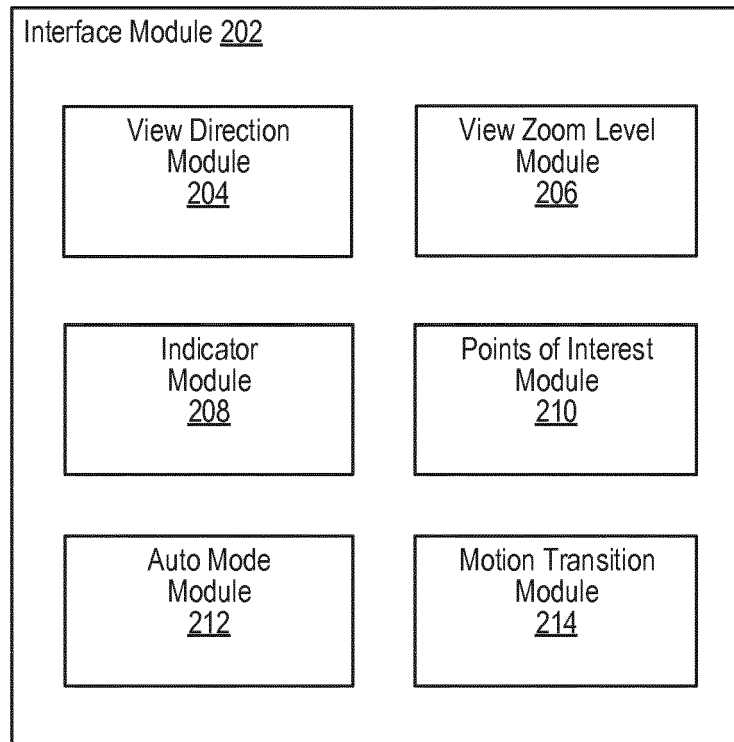 Interface Module 202
View Direction
Module
204
View Zoom Level
Module
206
Indicator
Module
208
Points of Interest
Module
210
Auto Mode
Module
212
Motion Transition
Module
214